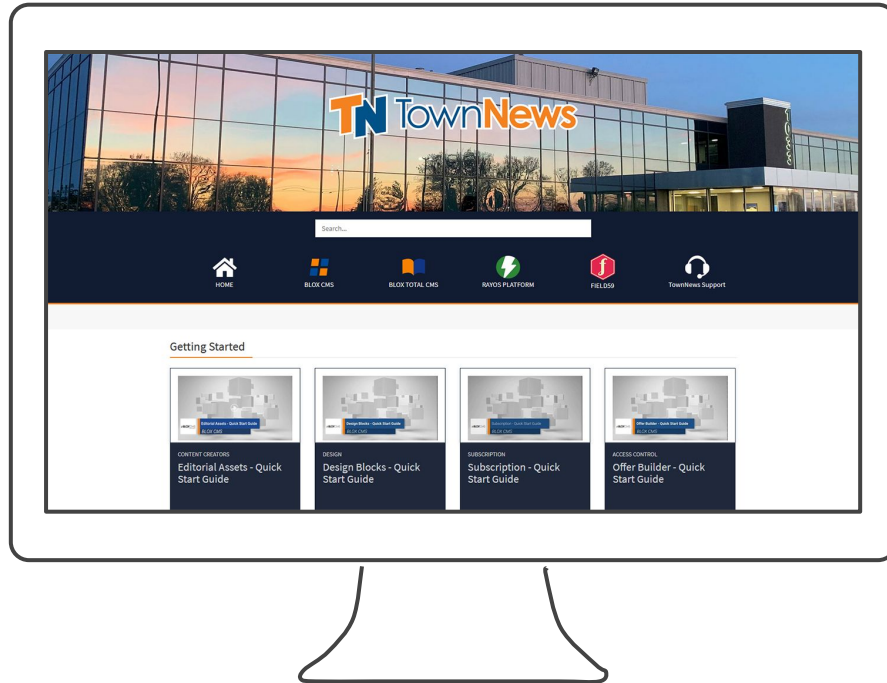 TN TownNews
Search...
HOME
BLOX CMS
BLOX TOTAL CMS
RAYOS PLATFORM
FIELD59
TownNews Support
Getting Started
Editorial Assets - Quick Start Guide
BLOX CMS
Design Blocks - Quick Start Guide
BLOX CMS
Subscription - Quick Start Guide
BLOX CMS
Offer Builder - Quick Start Guide
BLOX CMS
CONTENT CREATORS
Editorial Assets - Quick
Start Guide
DESIGN
Design Blocks - Quick
Start Guide
SUBSCRIPTION
Subscription - Quick
Start Guide
ACCESS CONTROL
Offer Builder - Quick
Start Guide